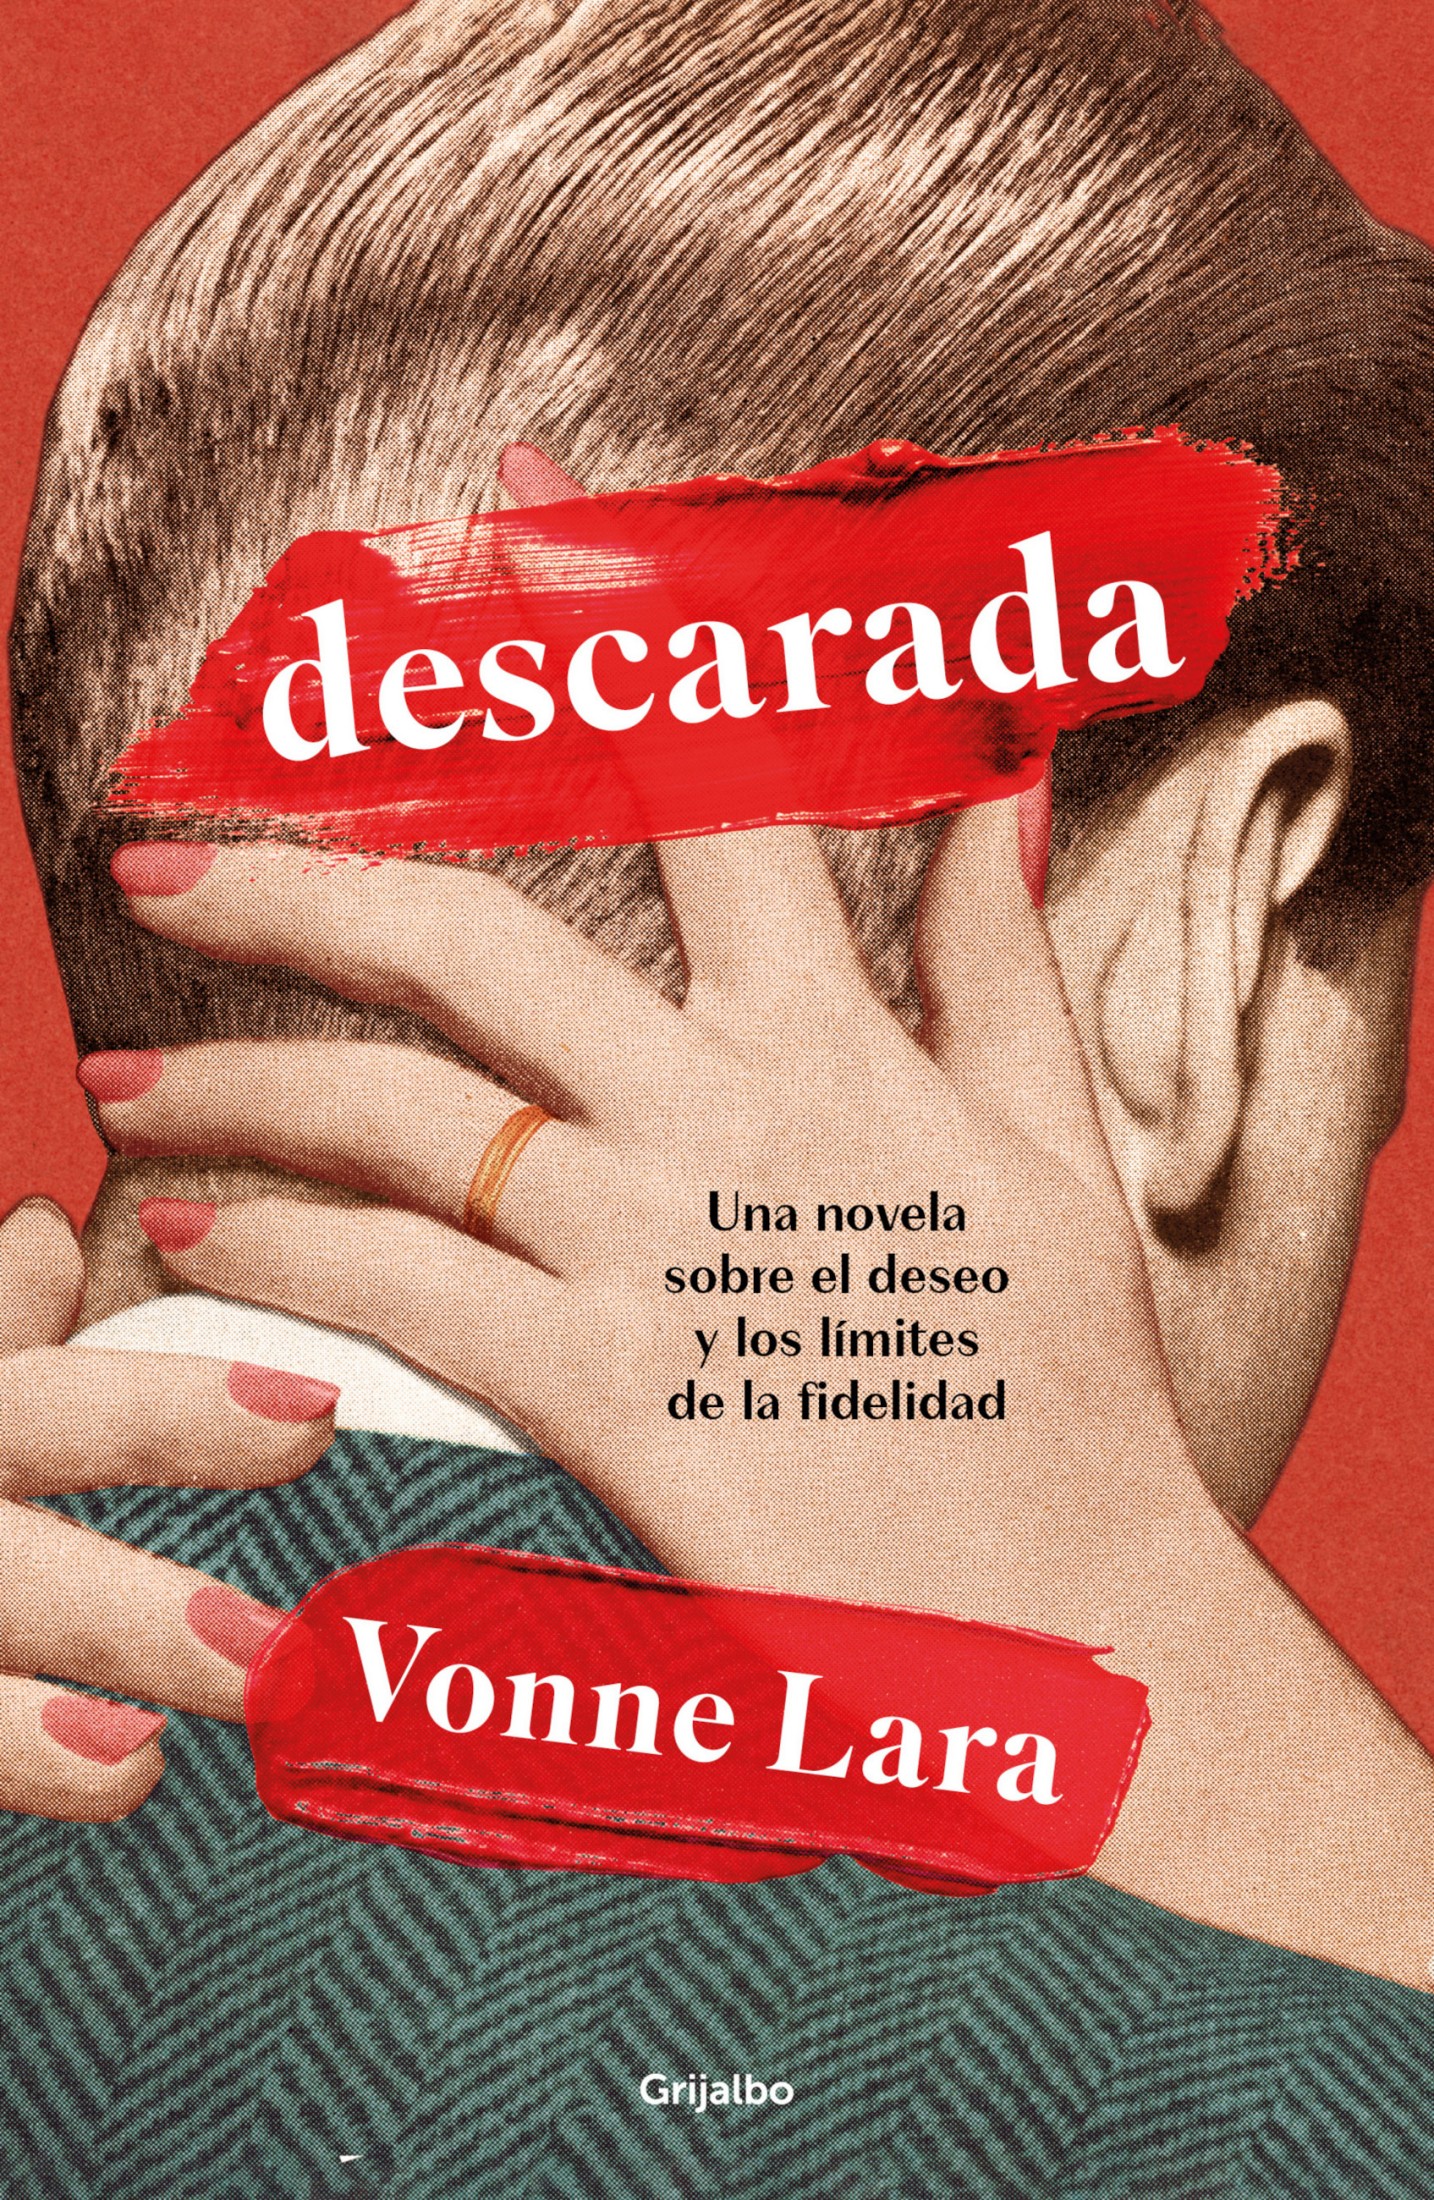 descarada
Una novela
sobre el deseo
y los límites
de la fidelidad
Vonne Lara
Grijalbo